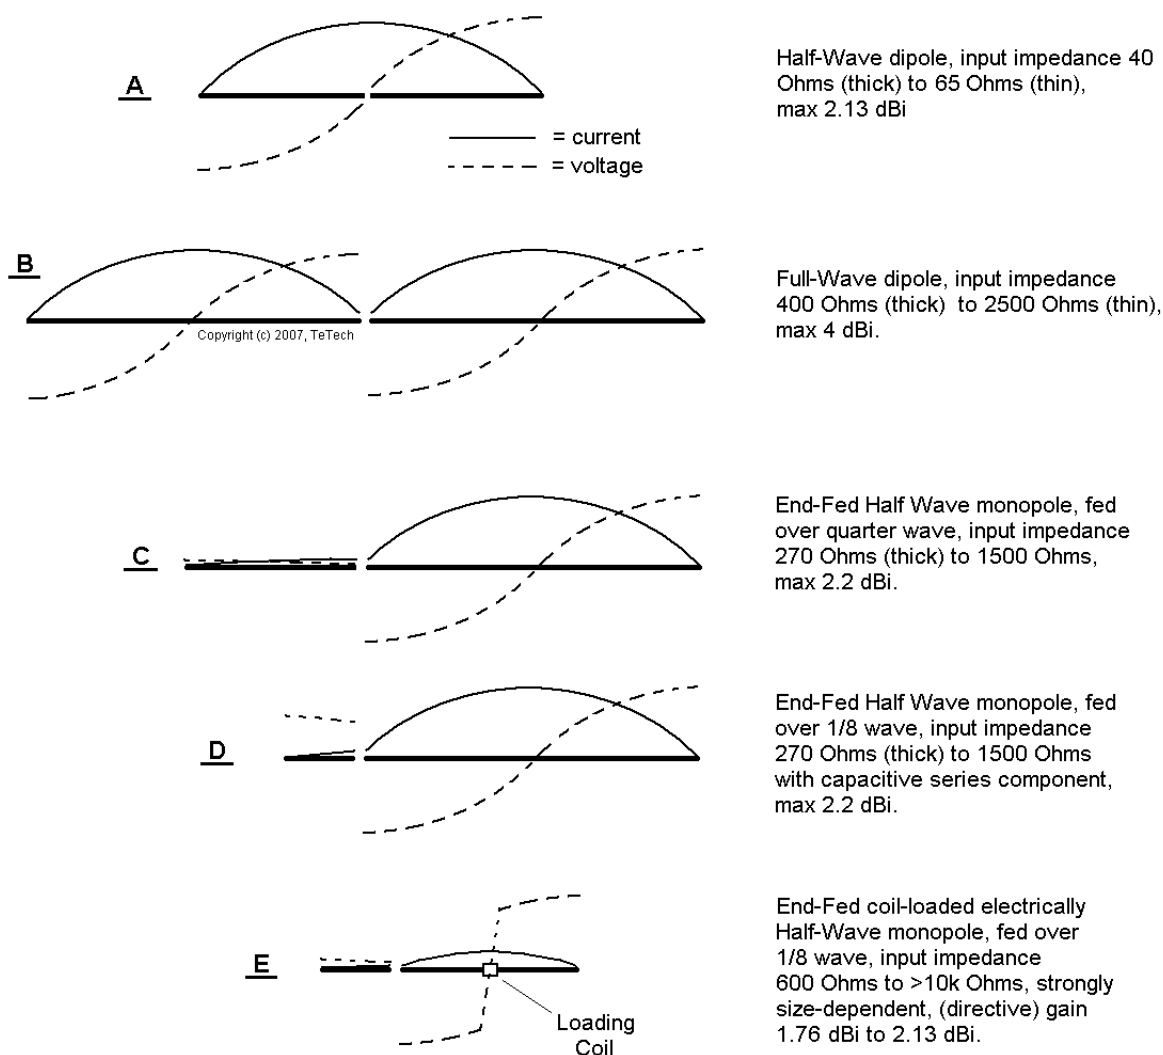 A
Half-Wave dipole, input impedance 40
Ohms (thick) to 65 Ohms (thin),
max 2.13 dBi
= current
= voltage
B
Copyright (c) 2007, TeTech
Full-Wave dipole, input impedance
400 Ohms (thick) to 2500 Ohms (thin),
max 4 dBi.
C
End-Fed Half Wave monopole, fed
over quarter wave, input impedance
270 Ohms (thick) to 1500 Ohms,
max 2.2 dBi.
D
End-Fed Half Wave monopole, fed
over 1/8 wave, input impedance
270 Ohms (thick) to 1500 Ohms
with capacitive series component,
max 2.2 dBi.
E
Loading
Coil
End-Fed coil-loaded electrically
Half-Wave monopole, fed over
1/8 wave, input impedance
600 Ohms to >10k Ohms, strongly
size-dependent, (directive) gain
1.76 dBi to 2.13 dBi.